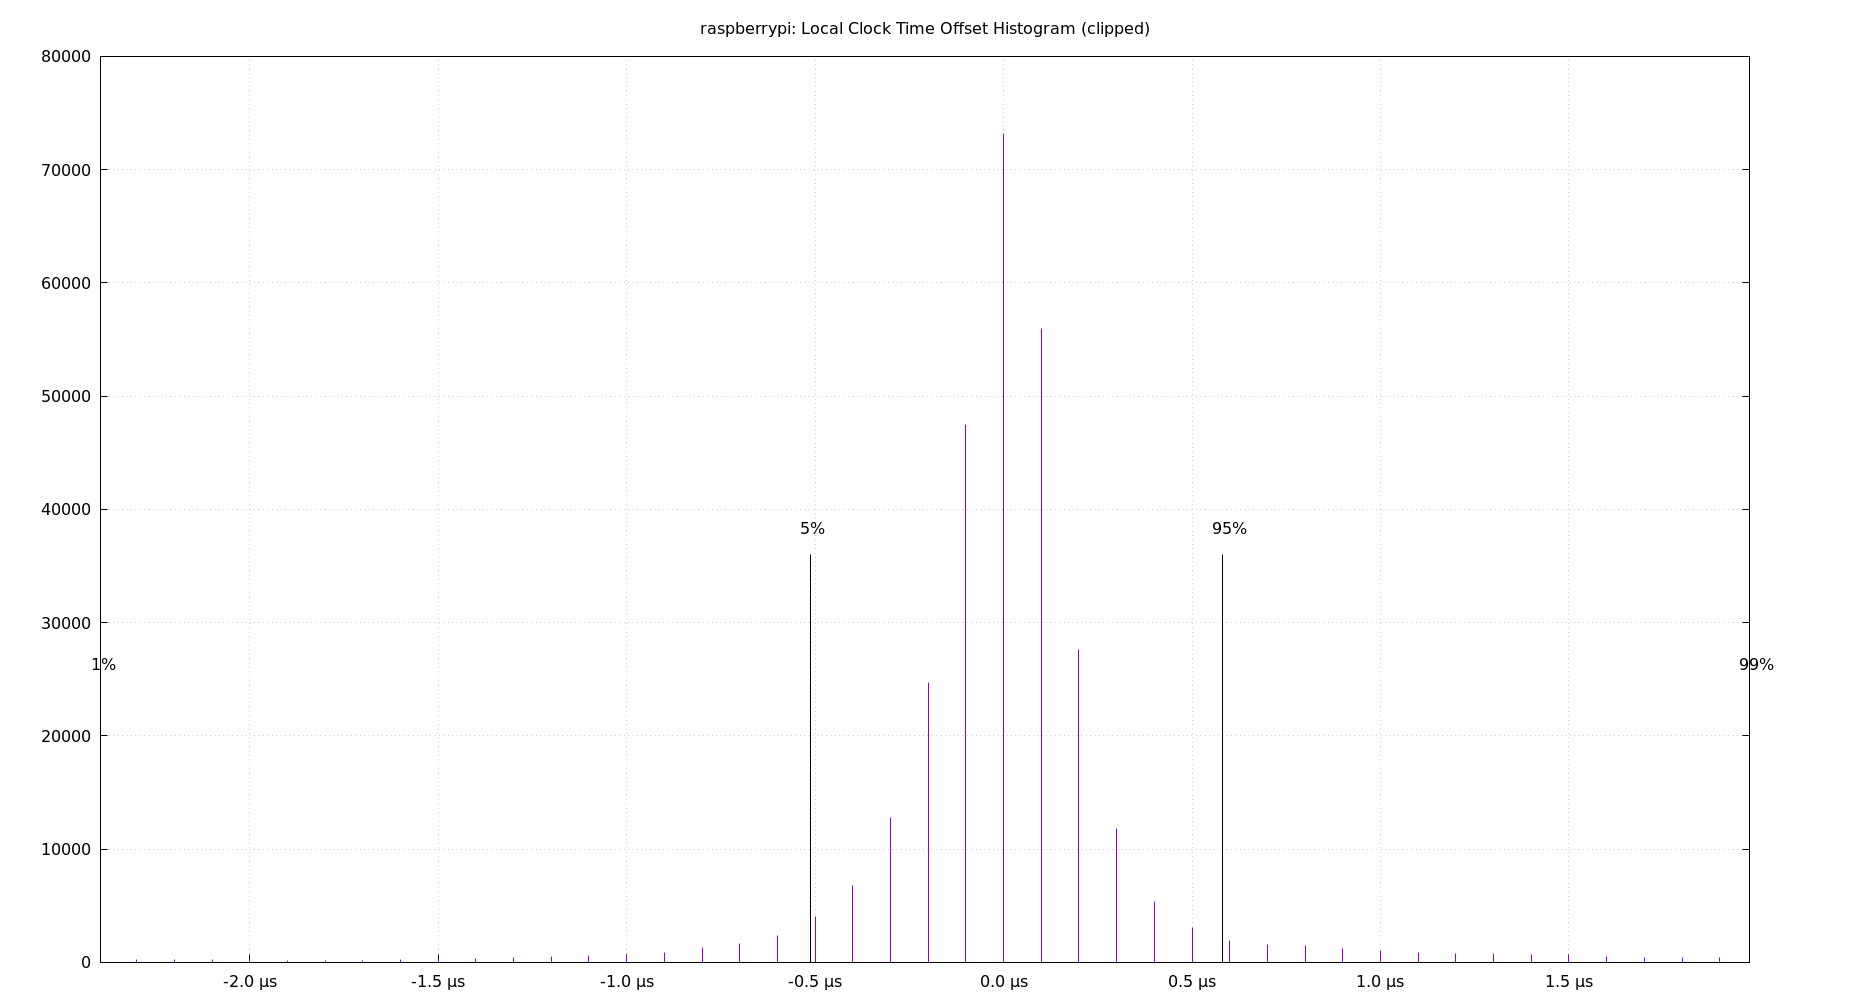 raspberrypi: Local Clock Time Offset Histogram (clipped)
80000
70000
60000
50000
40000
5%
95%
30000
1%
99%
20000
10000
0
-2.0 µs
-1.5 µs
-1.0 µs
-0.5 µs
0.0 µs
0.5 µs
1.0 µs
1.5 µs